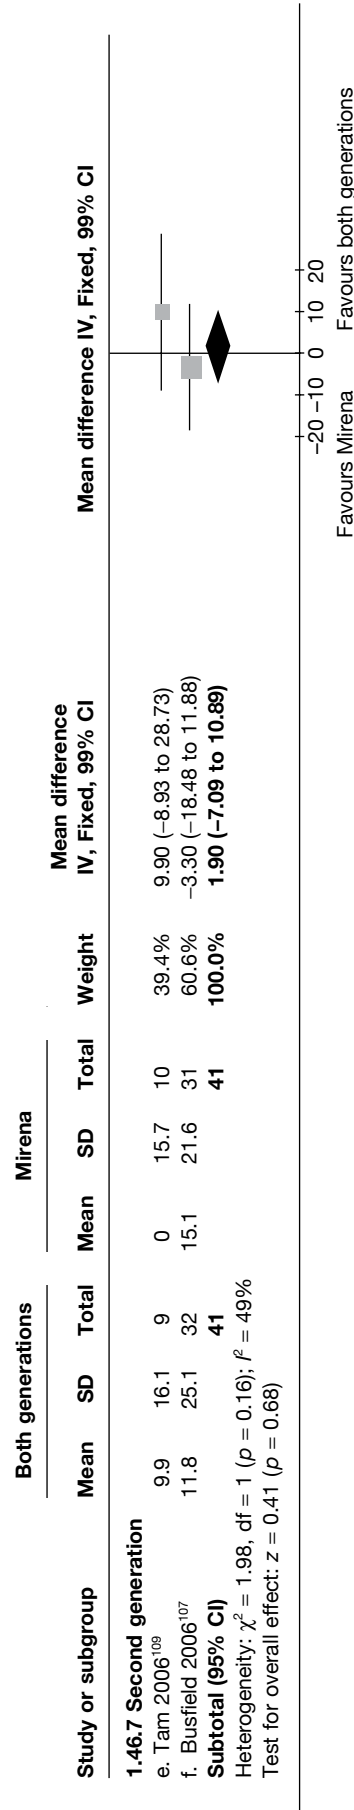 Both generations Mirena Mean difference
Study or subgroup Mean SD Total Mean SD Total Weight IV, Fixed, 99% CI Mean difference IV, Fixed, 99% CI
1.46.7 Second generation
e. Tam 2006¹⁰⁹ 9.9 16.1 9 0 15.7 10 39.4% 9.90 (−8.93 to 28.73)
f. Busfield 2006¹⁰⁷ 11.8 25.1 32 15.1 21.6 31 60.6% −3.30 (−18.48 to 11.88)
Subtotal (95% CI) 41 41 100.0% 1.90 (−7.09 to 10.89)
Heterogeneity: χ² = 1.98, df = 1 (p = 0.16); I² = 49%
Test for overall effect: z = 0.41 (p = 0.68)
−20 −10 0 10 20
Favours Mirena Favours both generations